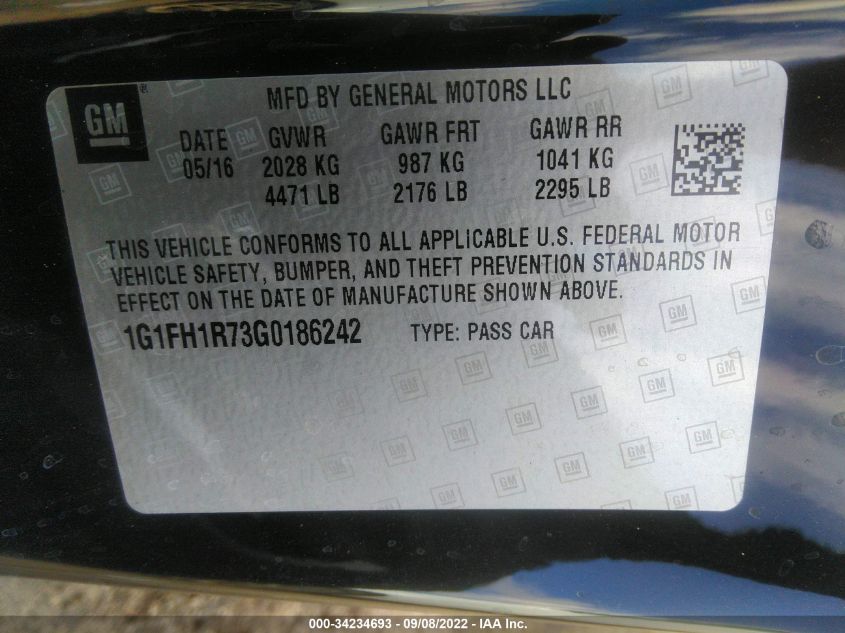 GM
MFD BY GENERAL MOTORS LLC
DATE GVWR GAWR FRT GAWR RR
05/16 2028 KG 987 KG 1041 KG
4471 LB 2176 LB 2295 LB
THIS VEHICLE CONFORMS TO ALL APPLICABLE U.S. FEDERAL MOTOR
VEHICLE SAFETY, BUMPER, AND THEFT PREVENTION STANDARDS IN
EFFECT ON THE DATE OF MANUFACTURE SHOWN ABOVE.
1G1FH1R73G0186242 TYPE: PASS CAR
000-34234693 - 09/08/2022 - IAA Inc.